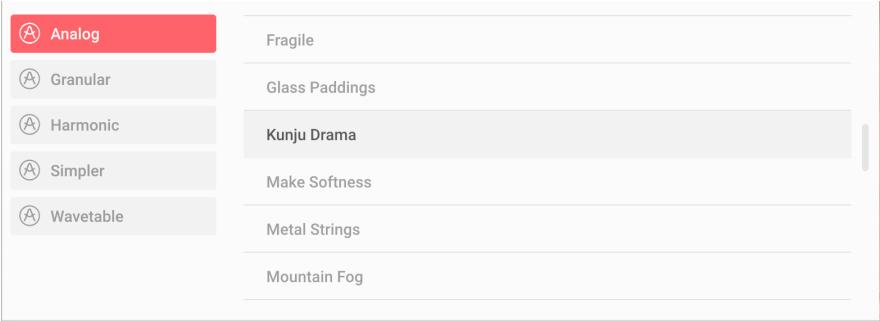 Analog
Granular
Harmonic
Simpler
Wavetable
Fragile
Glass Paddings
Kunju Drama
Make Softness
Metal Strings
Mountain Fog